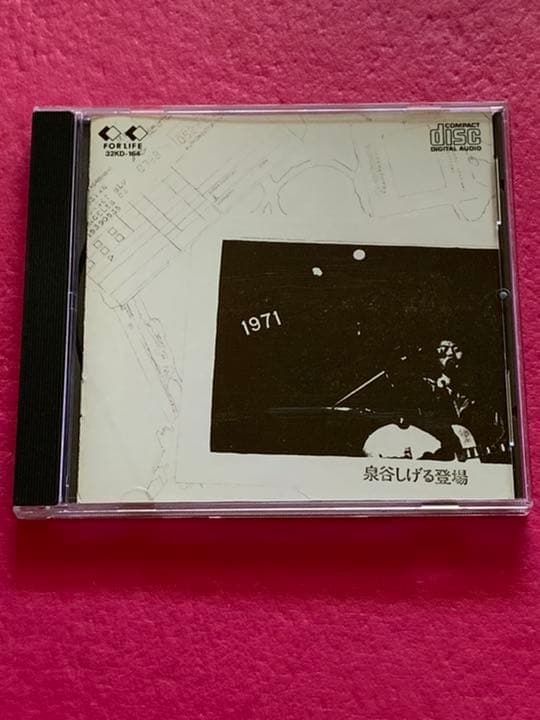 FOR LIFE
32KD-164
COMPACT
disc
DIGITAL AUDIO
1971
泉谷しげる登場